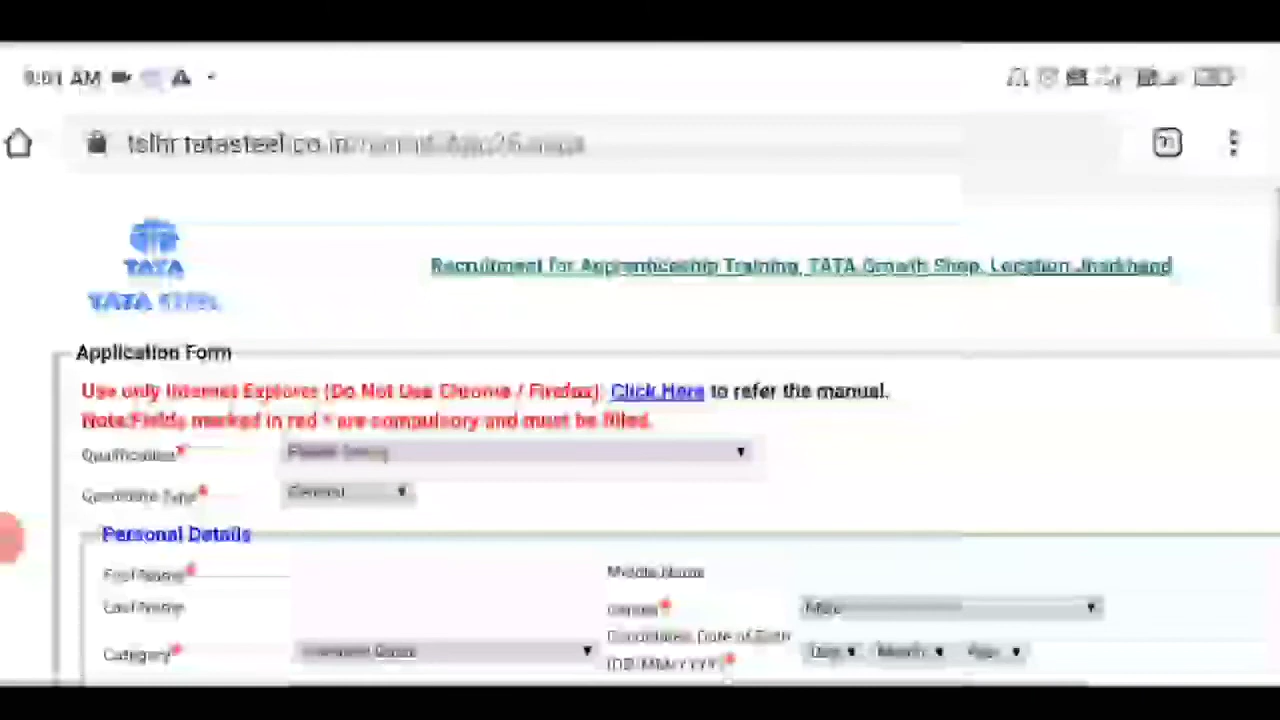 9:01 AM
tslhr.tatasteel.co.in
TATA
TATA STEEL
Recruitment for Apprenticeship Training, TATA Growth Shop, Location Jharkhand
Application Form
Use only Internet Explorer (Do Not Use Chrome / Firefox). Click Here to refer the manual.
Note:Fields marked in red * are compulsory and must be filled.
Qualification*
Candidate Type* General
Personal Details
First Name* Middle Name
Last Name Gender* Male
Category* Date of Birth
Day Month Year